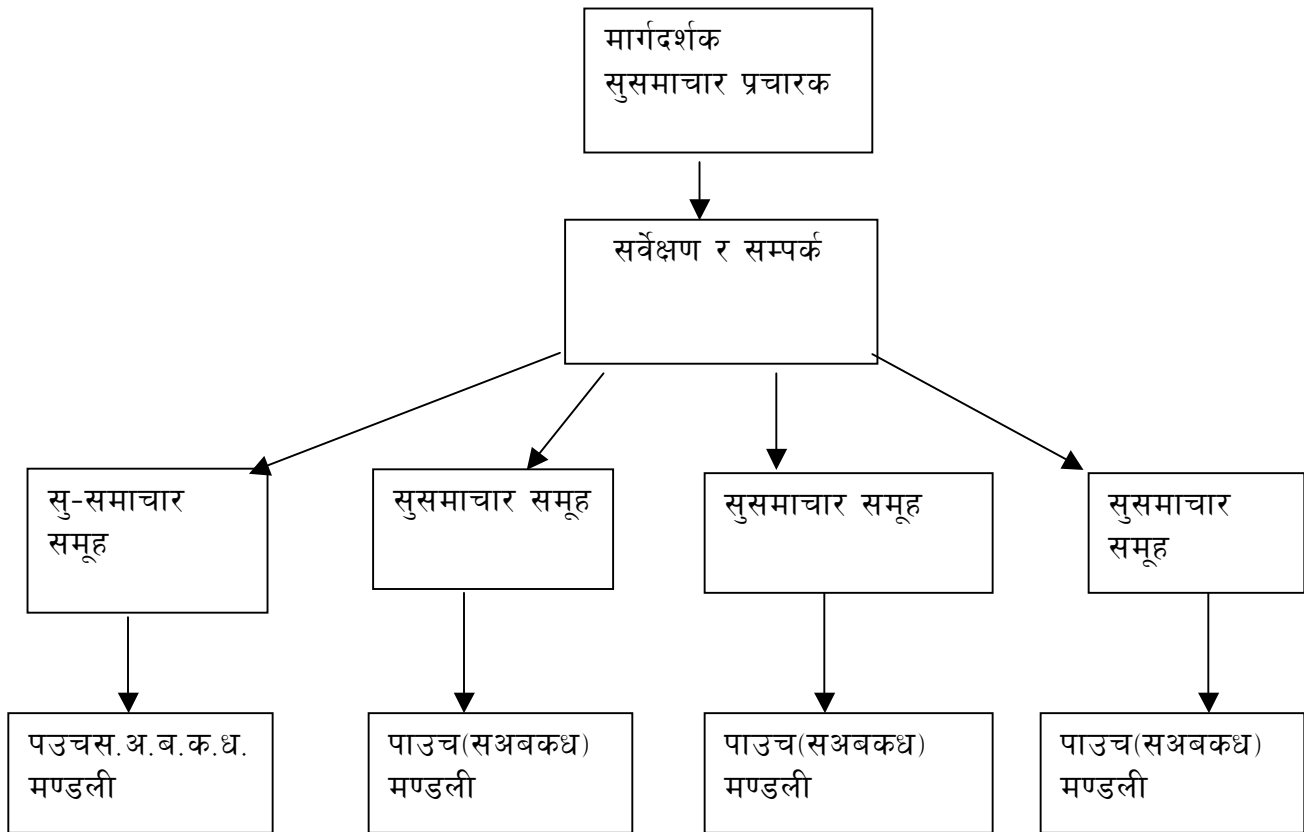 मार्गदर्शक
सुसमाचार प्रचारक
सर्वेक्षण र सम्पर्क
सु-समाचार
समूह
सुसमाचार समूह
सुसमाचार समूह
सुसमाचार
समूह
पउचस.अ.ब.क.ध.
मण्डली
पाउच(सअबकध)
मण्डली
पाउच(सअबकध)
मण्डली
पाउच(सअबकध)
मण्डली